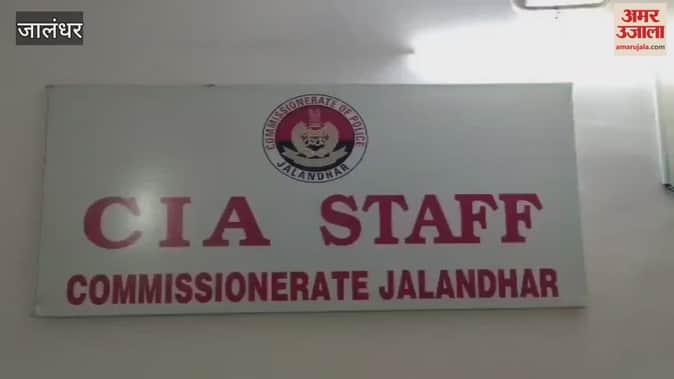 जालंधर
अमर
उजाला
amarujala.com
COMMISSIONERATE OF POLICE
JALANDHAR
CIA STAFF
COMMISSIONERATE JALANDHAR